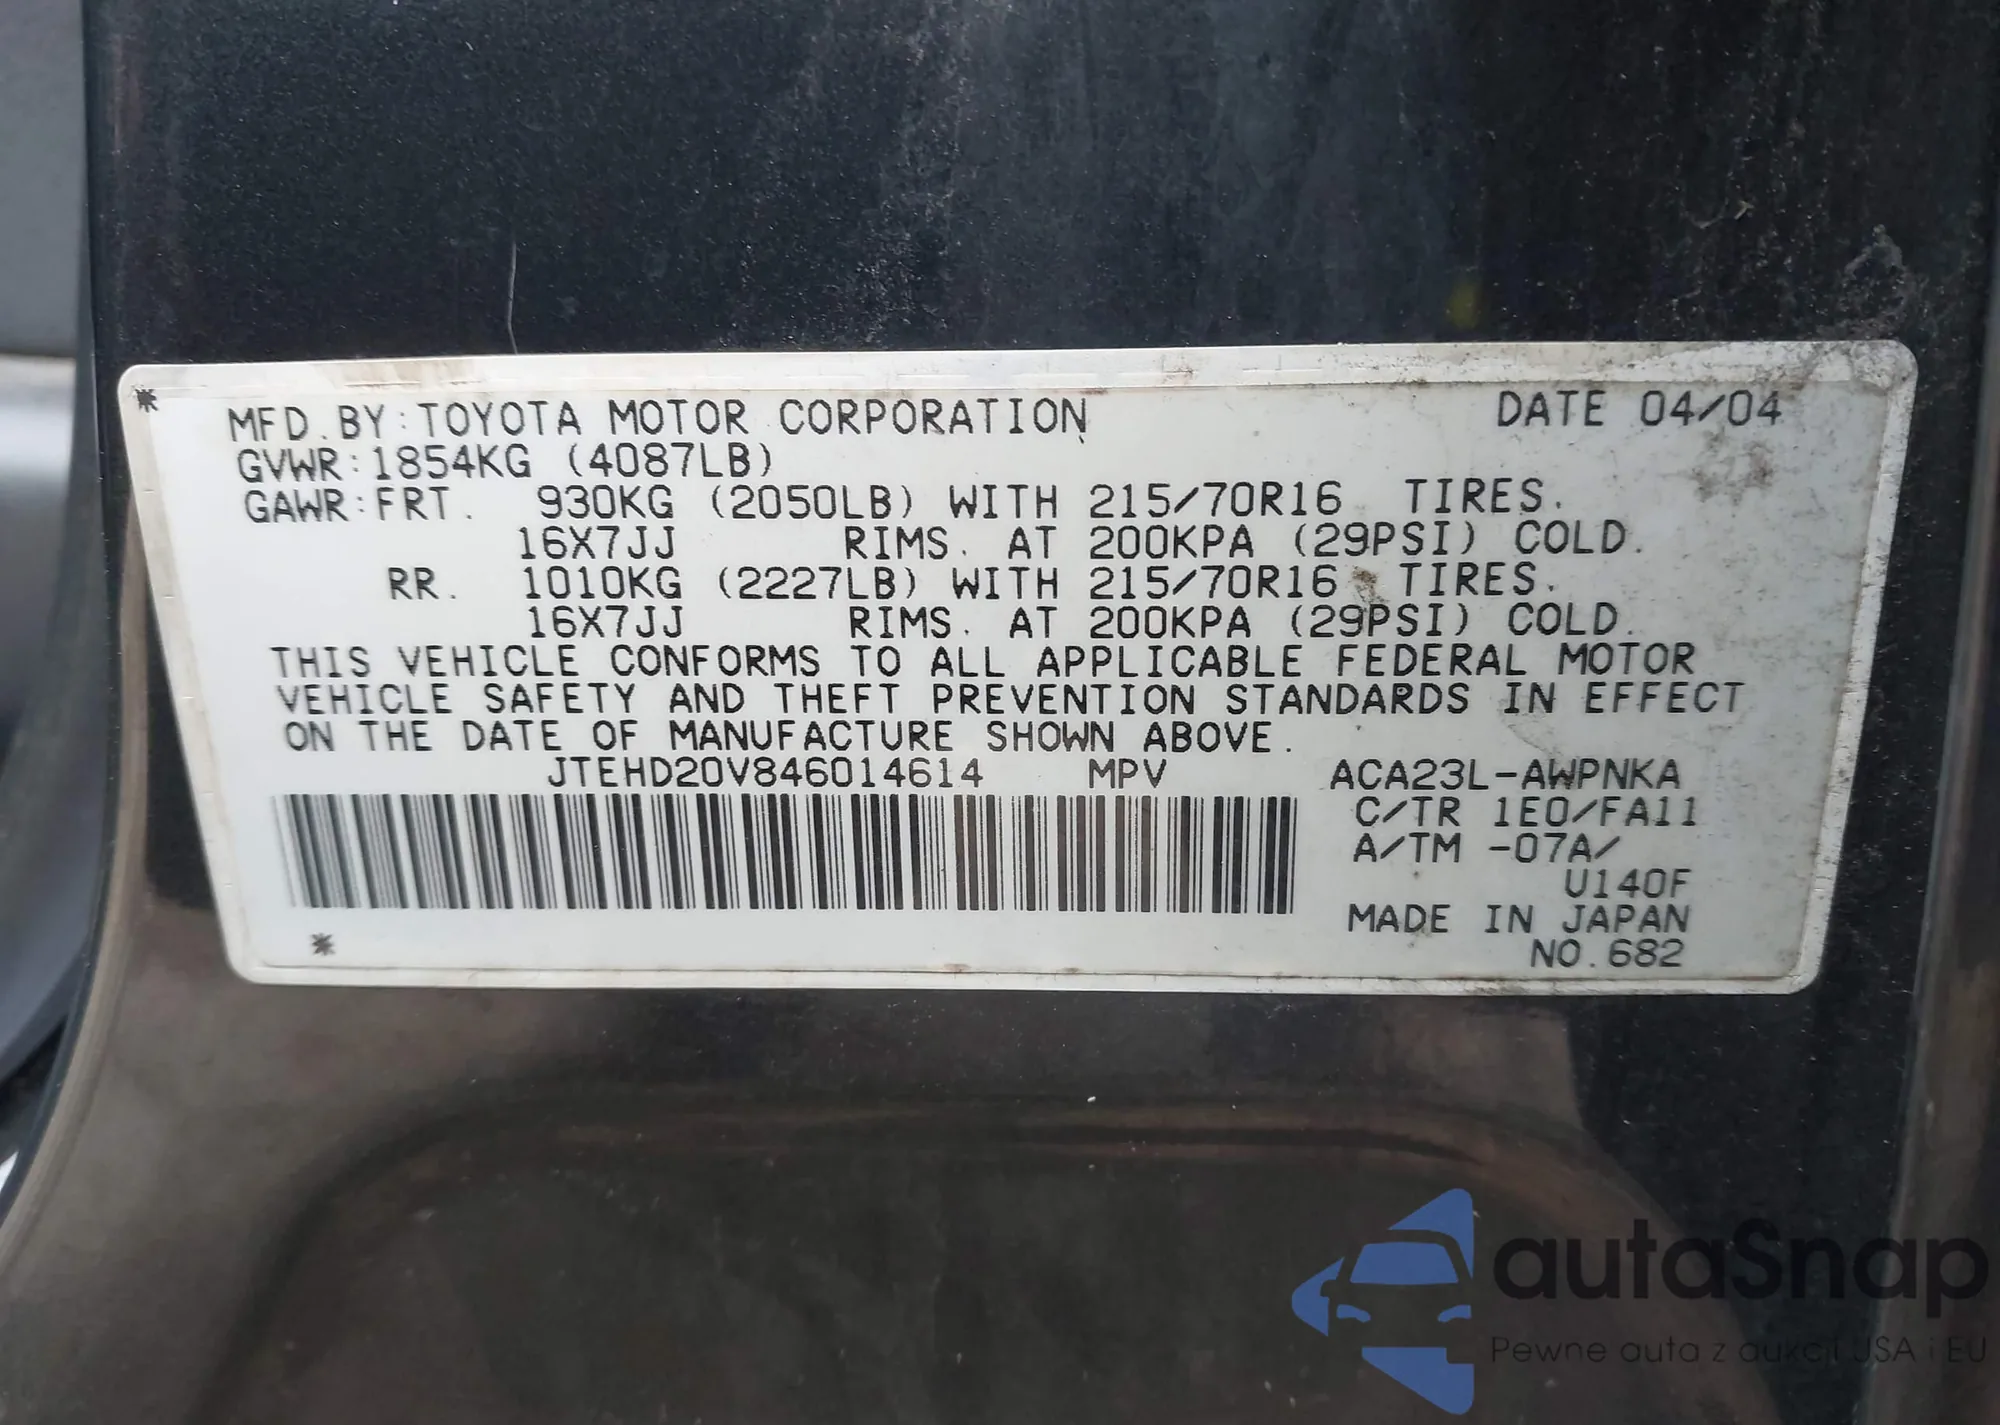 MFD. BY: TOYOTA MOTOR CORPORATION DATE 04/04
GVWR: 1854KG (4087LB)
GAWR: FRT. 930KG (2050LB) WITH 215/70R16 TIRES.
16X7JJ RIMS. AT 200KPA (29PSI) COLD.
RR. 1010KG (2227LB) WITH 215/70R16 TIRES.
16X7JJ RIMS. AT 200KPA (29PSI) COLD.
THIS VEHICLE CONFORMS TO ALL APPLICABLE FEDERAL MOTOR
VEHICLE SAFETY AND THEFT PREVENTION STANDARDS IN EFFECT
ON THE DATE OF MANUFACTURE SHOWN ABOVE.
JTEHD20V846014614 MPV ACA23L-AWPNKA
C/TR 1E0/FA11
A/TM -07A/
U140F
MADE IN JAPAN
NO.682
autaSnap
Pewne auta z aukcji USA i EU